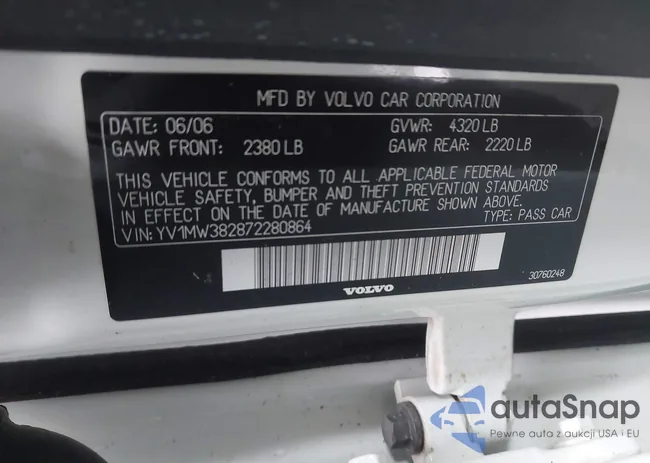 MFD BY VOLVO CAR CORPORATION
DATE: 06/06 GVWR: 4320 LB
GAWR FRONT: 2380 LB GAWR REAR: 2220 LB
THIS VEHICLE CONFORMS TO ALL APPLICABLE FEDERAL MOTOR
VEHICLE SAFETY, BUMPER AND THEFT PREVENTION STANDARDS
IN EFFECT ON THE DATE OF MANUFACTURE SHOWN ABOVE.
VIN: YV1MW382872280864 TYPE: PASS CAR
30760248
VOLVO
autoSnap
Pewne auta z aukcji USA i EU